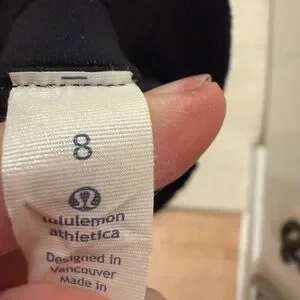 8
lululemon
athletica
Designed in
Vancouver
Made in